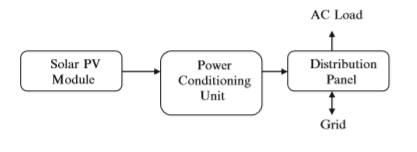 AC Load
Solar PV
Module
Power
Conditioning
Unit
Distribution
Panel
Grid